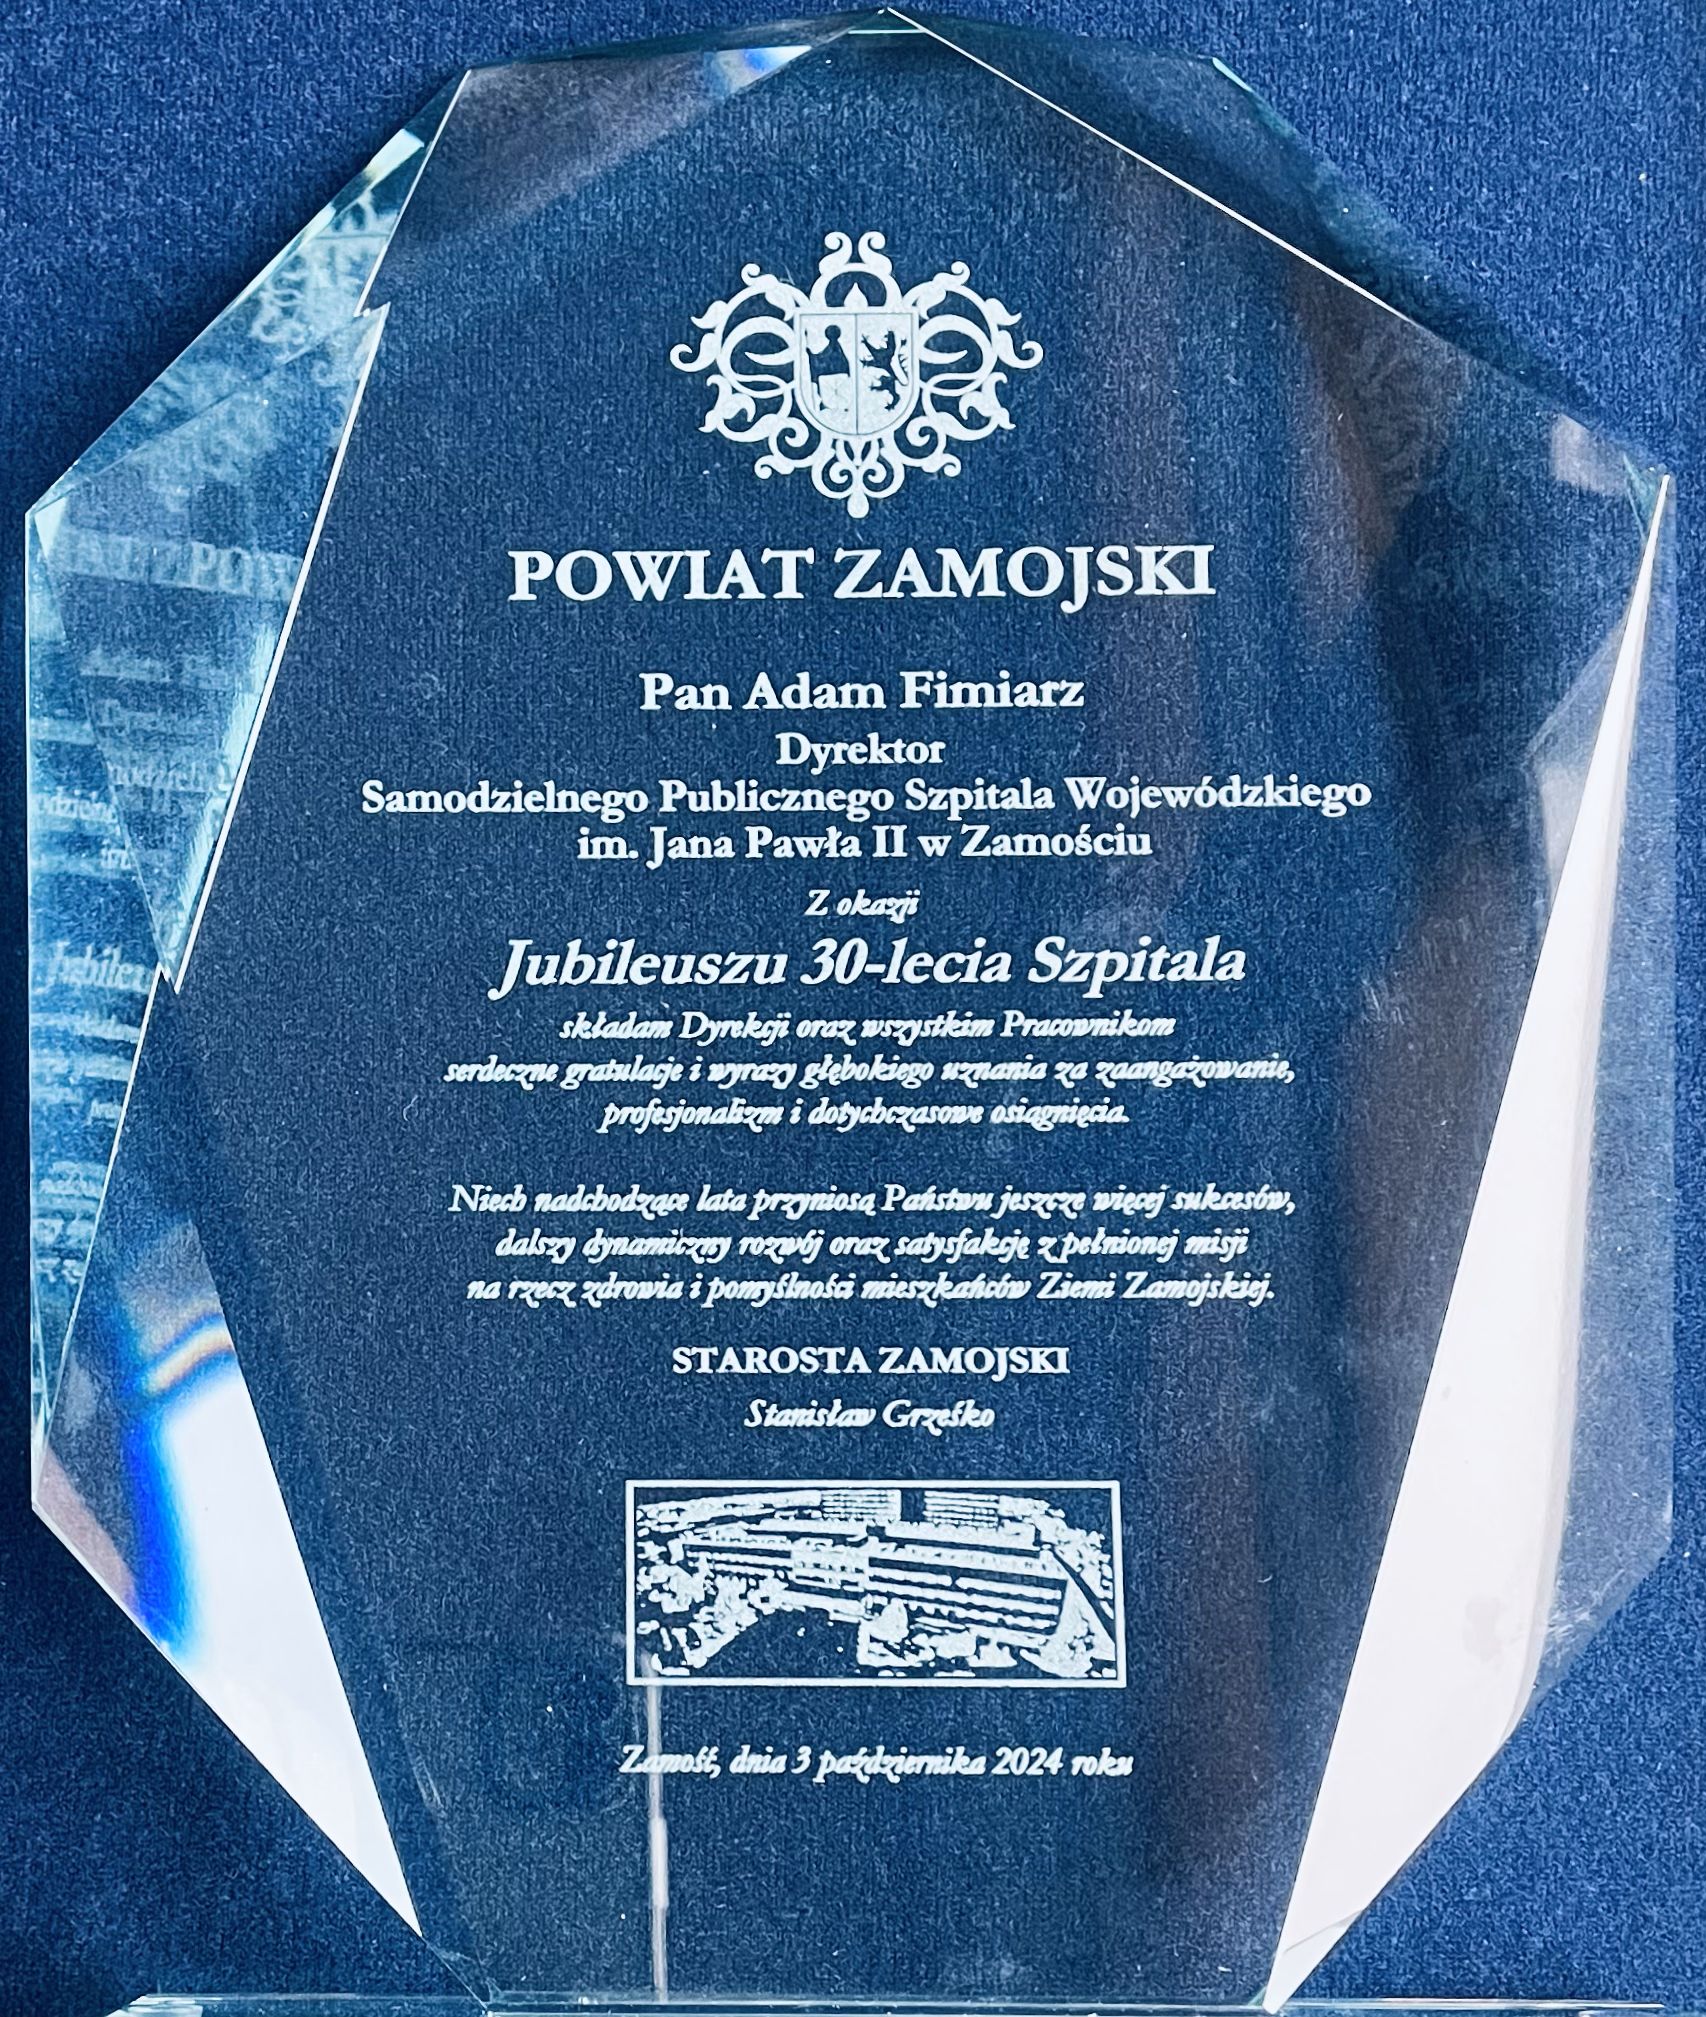 POWIAT ZAMOJSKI
Pan Adam Fimiarz
Dyrektor
Samodzielnego Publicznego Szpitala Wojewódzkiego
im. Jana Pawła II w Zamościu
Z okazji
Jubileuszu 30-lecia Szpitala
składam Dyrekcji oraz wszystkim Pracownikom
serdeczne gratulacje i wyrazy głębokiego uznania za zaangażowanie,
profesjonalizm i dotychczasowe osiągnięcia.
Niech nadchodzące lata przyniosą Państwu jeszcze więcej sukcesów,
dalszy dynamiczny rozwój oraz satysfakcję z pełnionej misji
na rzecz zdrowia i pomyślności mieszkańców Ziemi Zamojskiej.
STAROSTA ZAMOJSKI
Stanisław Grześko
Zamość, dnia 3 października 2024 roku